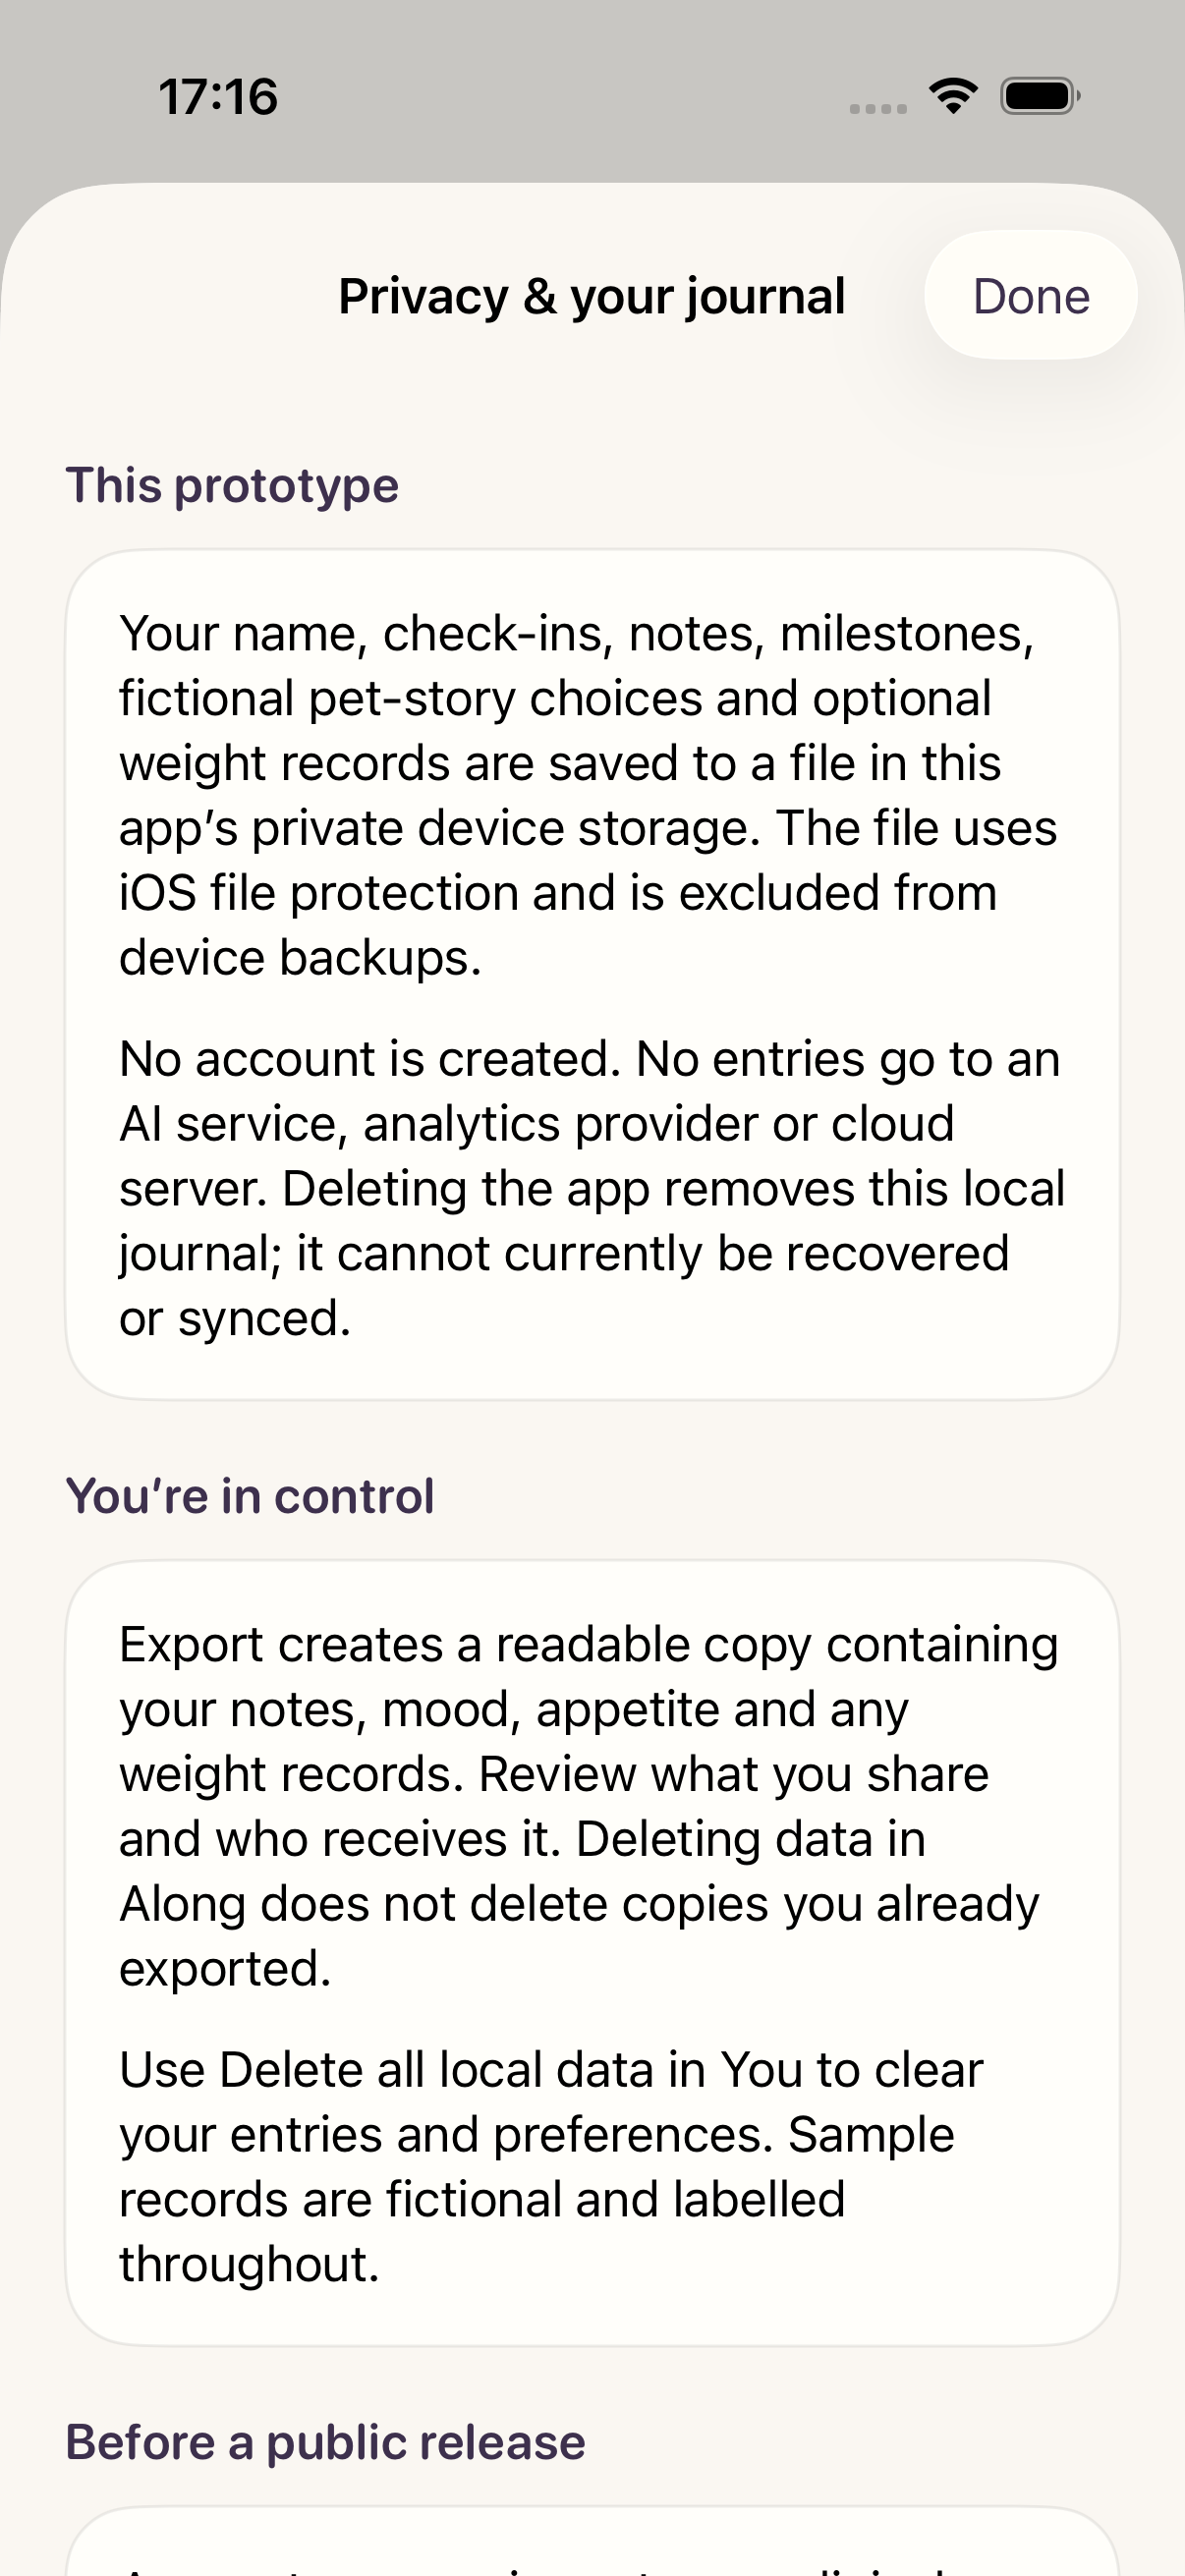 17:16
Privacy & your journal
Done
This prototype
Your name, check-ins, notes, milestones,
fictional pet-story choices and optional
weight records are saved to a file in this
app’s private device storage. The file uses
iOS file protection and is excluded from
device backups.
No account is created. No entries go to an
AI service, analytics provider or cloud
server. Deleting the app removes this local
journal; it cannot currently be recovered
or synced.
You’re in control
Export creates a readable copy containing
your notes, mood, appetite and any
weight records. Review what you share
and who receives it. Deleting data in
Along does not delete copies you already
exported.
Use Delete all local data in You to clear
your entries and preferences. Sample
records are fictional and labelled
throughout.
Before a public release